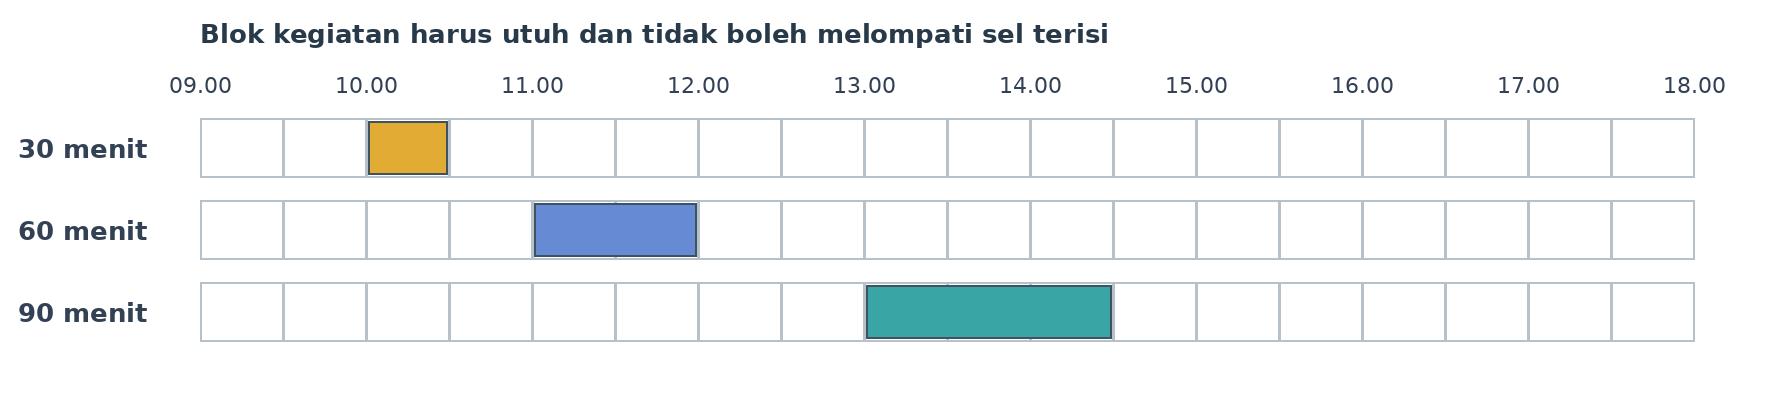 Blok kegiatan harus utuh dan tidak boleh melompati sel terisi
09.00 10.00 11.00 12.00 13.00 14.00 15.00 16.00 17.00 18.00
30 menit
60 menit
90 menit